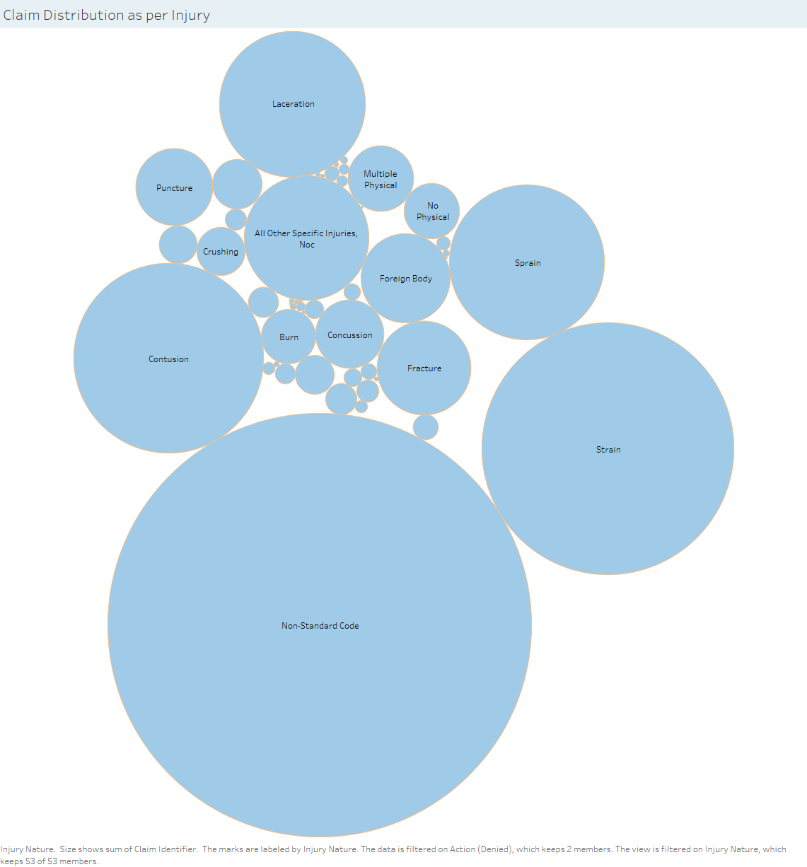 Claim Distribution as per Injury
Laceration
Multiple
Physical
Puncture
No
Physical
All Other Specific Injuries,
Noc
Crushing
Sprain
Foreign Body
Burn
Concussion
Contusion
Fracture
Strain
Non-Standard Code
Injury Nature.  Size shows sum of Claim Identifier.  The marks are labeled by Injury Nature. The data is filtered on Action (Denied), which keeps 2 members. The view is filtered on Injury Nature, which
keeps 53 of 53 members.